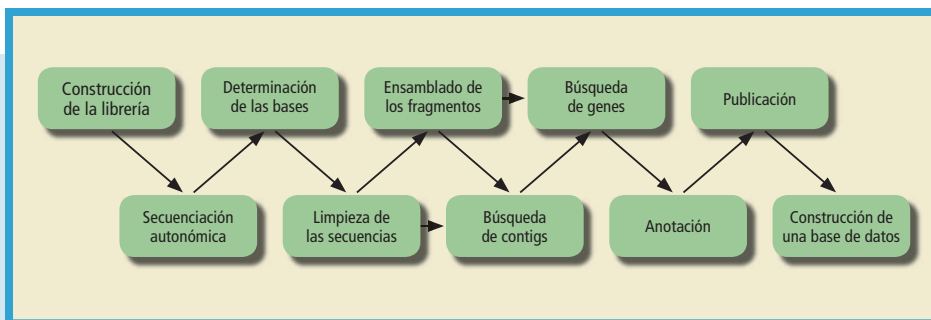 Construcción
de la librería
Determinación
de las bases
Ensamblado de
los fragmentos
Búsqueda
de genes
Publicación
Secuenciación
autonómica
Limpieza de
las secuencias
Búsqueda
de contigs
Anotación
Construcción de
una base de datos